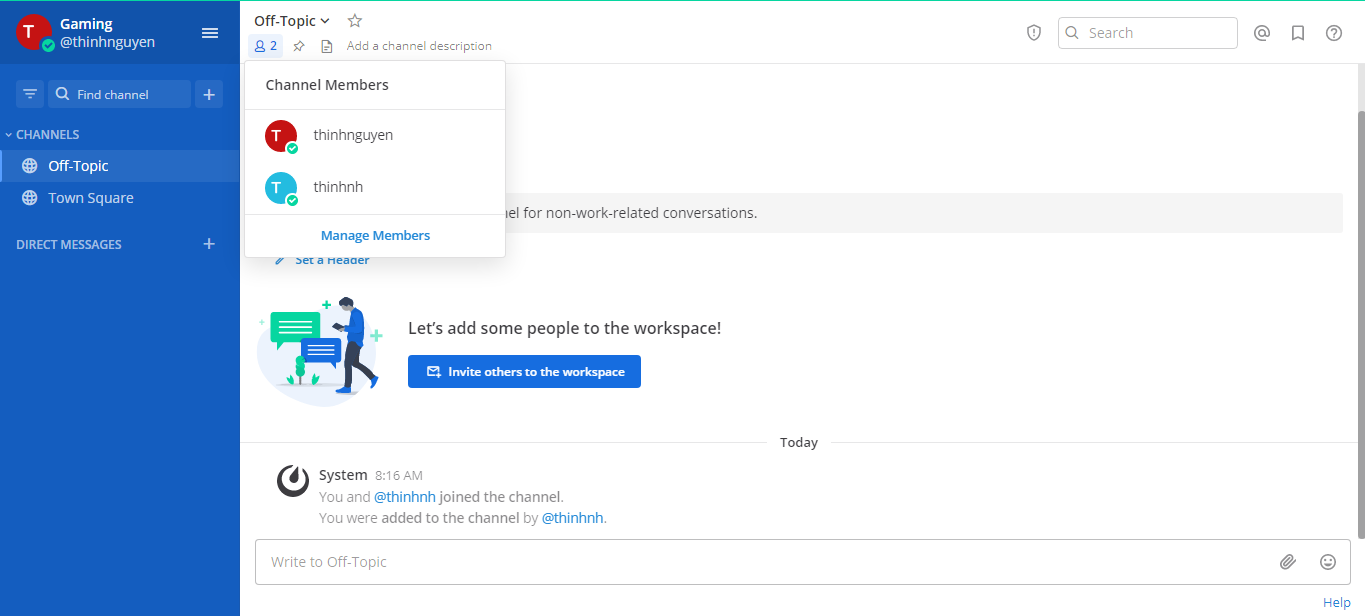 T
Gaming
@thinhnguyen
Find channel
CHANNELS
Off-Topic
Town Square
DIRECT MESSAGES
Off-Topic
2
Add a channel description
Search
Channel Members
T
thinhnguyen
T
thinhnh
Manage Members
for non-work-related conversations.
Set a Header
Let’s add some people to the workspace!
Invite others to the workspace
Today
System 8:16 AM
You and @thinhnh joined the channel.
You were added to the channel by @thinhnh.
Write to Off-Topic
Help